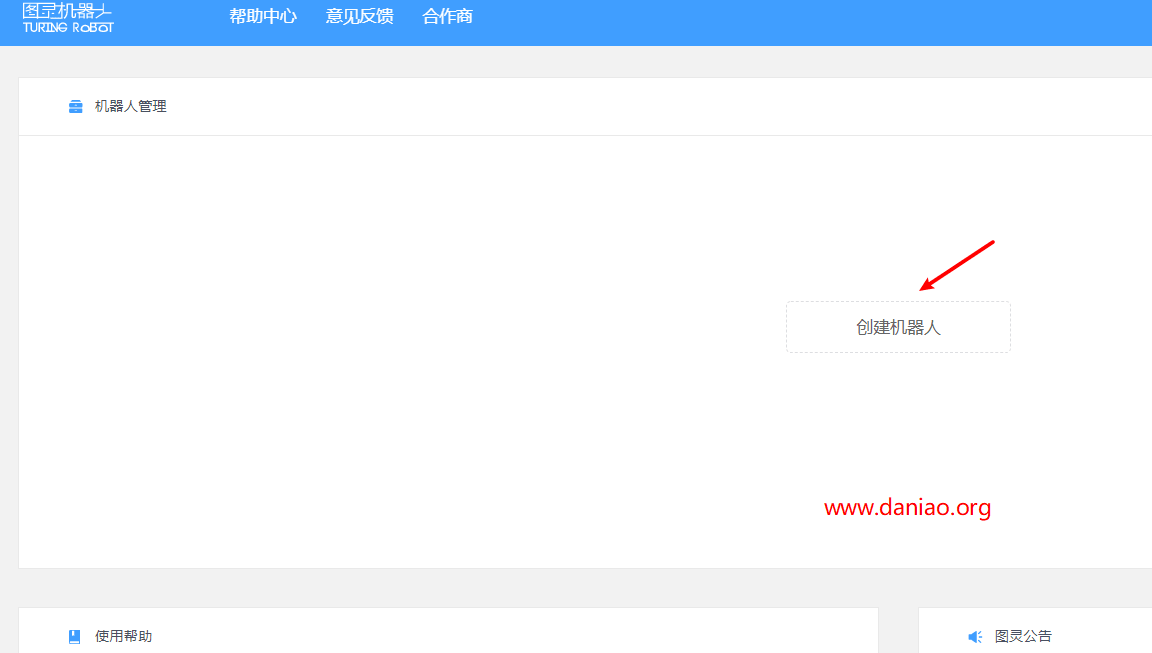 图灵机器人
TURING ROBOT
帮助中心 意见反馈 合作商
机器人管理
创建机器人
www.daniao.org
使用帮助
图灵公告